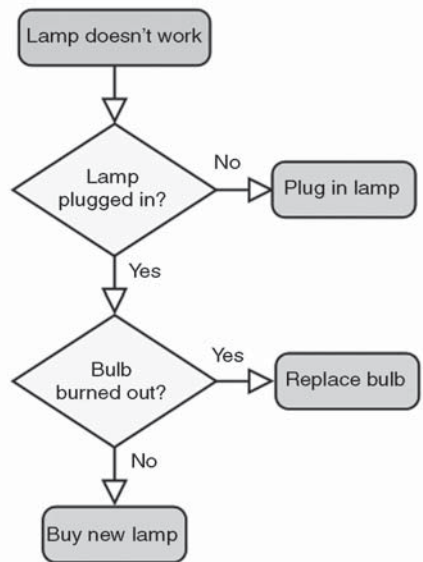 Lamp doesn't work
Lamp
plugged in?
No
Plug in lamp
Yes
Bulb
burned out?
Yes
Replace bulb
No
Buy new lamp